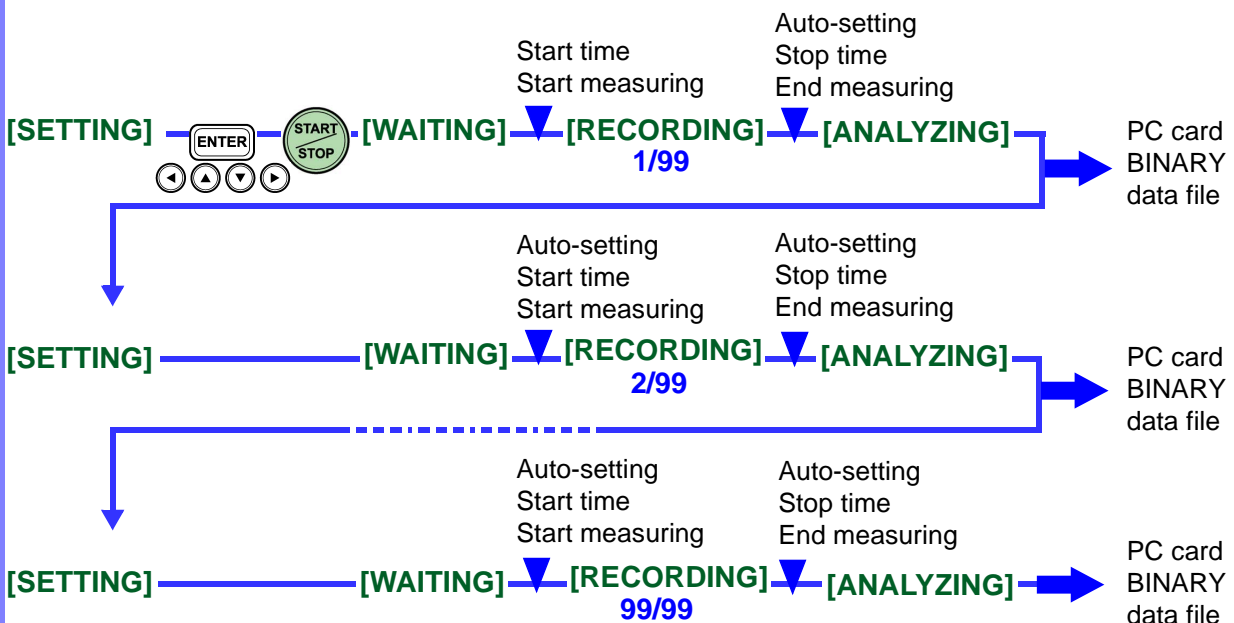 Start time
Start measuring
Auto-setting
Stop time
End measuring
[SETTING]
ENTER
START
STOP
[WAITING]
[RECORDING]
1/99
[ANALYZING]
PC card
BINARY
data file
Auto-setting
Start time
Start measuring
Auto-setting
Stop time
End measuring
[SETTING]
[WAITING]
[RECORDING]
2/99
[ANALYZING]
PC card
BINARY
data file
Auto-setting
Start time
Start measuring
Auto-setting
Stop time
End measuring
[SETTING]
[WAITING]
[RECORDING]
99/99
[ANALYZING]
PC card
BINARY
data file